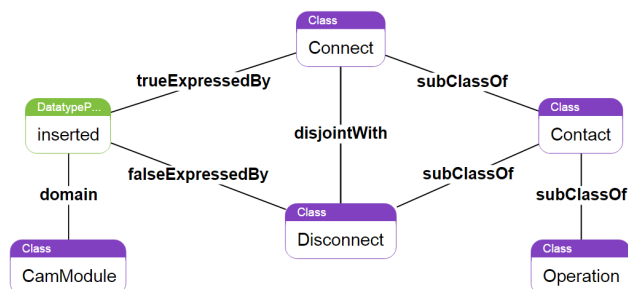 Class
Connect
trueExpressedBy
subClassOf
DatatypeP...
inserted
Class
Contact
disjointWith
falseExpressedBy
subClassOf
domain
subClassOf
Class
Disconnect
Class
CamModule
Class
Operation